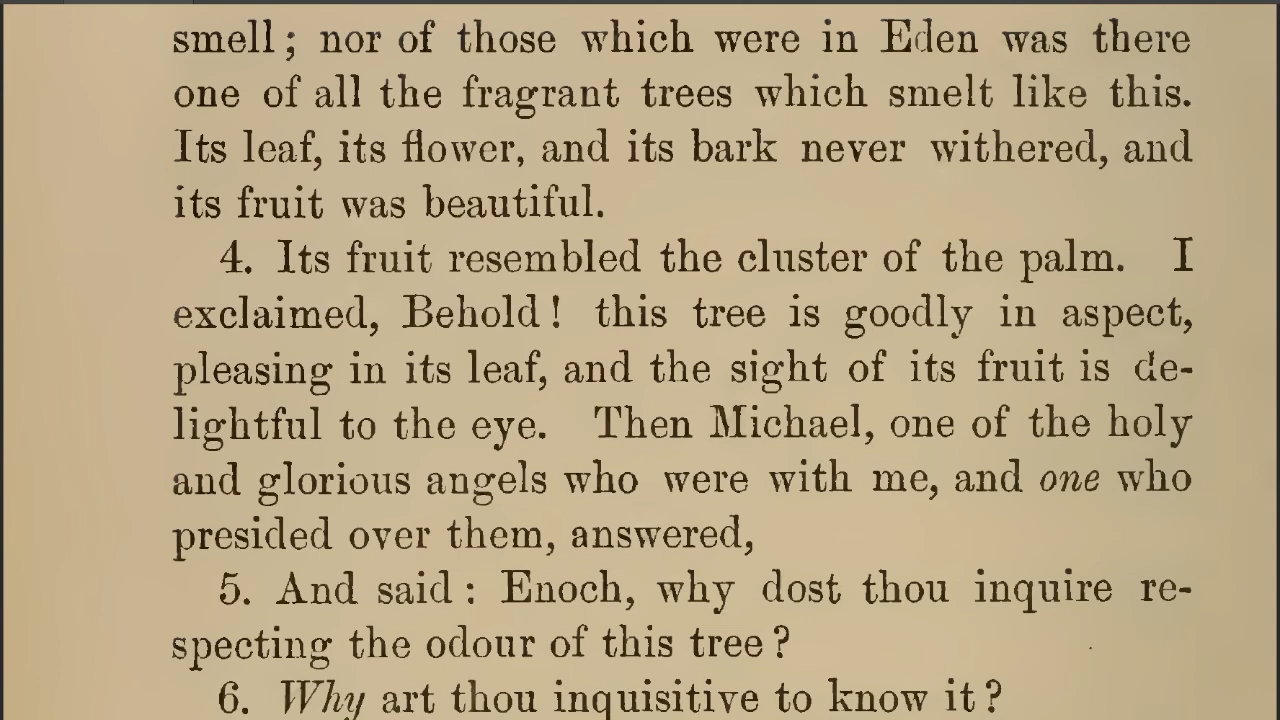 smell; nor of those which were in Eden was there
one of all the fragrant trees which smelt like this.
Its leaf, its flower, and its bark never withered, and
its fruit was beautiful.
4. Its fruit resembled the cluster of the palm. I
exclaimed, Behold! this tree is goodly in aspect,
pleasing in its leaf, and the sight of its fruit is de-
lightful to the eye. Then Michael, one of the holy
and glorious angels who were with me, and one who
presided over them, answered,
5. And said: Enoch, why dost thou inquire re-
specting the odour of this tree?
6. Why art thou inquisitive to know it?